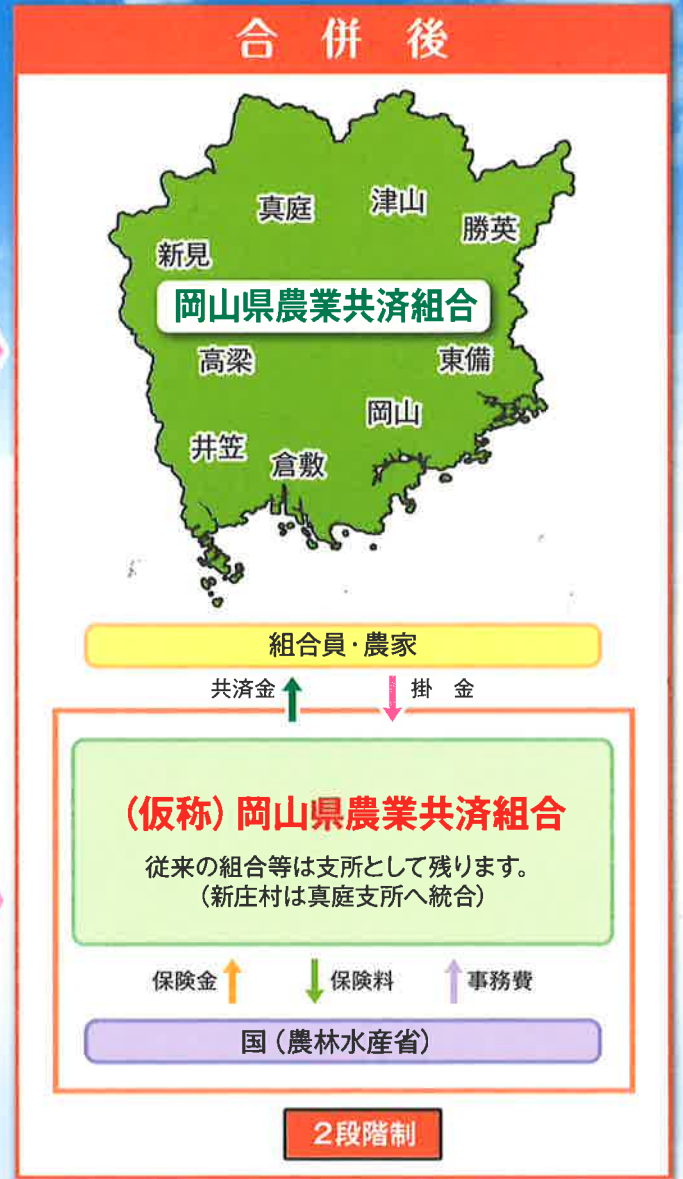 合併後
真庭
津山
勝英
新見
岡山県農業共済組合
高梁
東備
岡山
井笠
倉敷
組合員・農家
共済金
掛 金
(仮称)岡山県農業共済組合
従来の組合等は支所として残ります。
(新庄村は真庭支所へ統合)
保険金
保険料
事務費
国(農林水産省)
2段階制